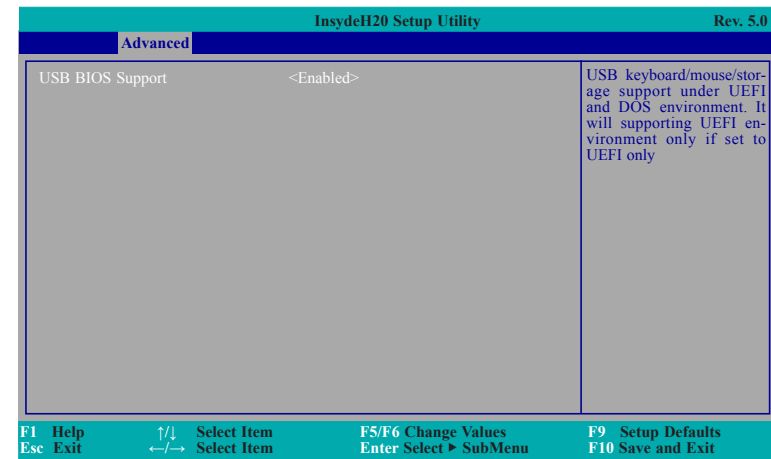 InsydeH20 Setup Utility Rev. 5.0
Advanced
USB BIOS Support <Enabled>
USB keyboard/mouse/stor-
age support under UEFI
and DOS environment. It
will supporting UEFI en-
vironment only if set to
UEFI only
F1 Help ↑/↓ Select Item F5/F6 Change Values F9 Setup Defaults
Esc Exit ←/→ Select Item Enter Select ► SubMenu F10 Save and Exit